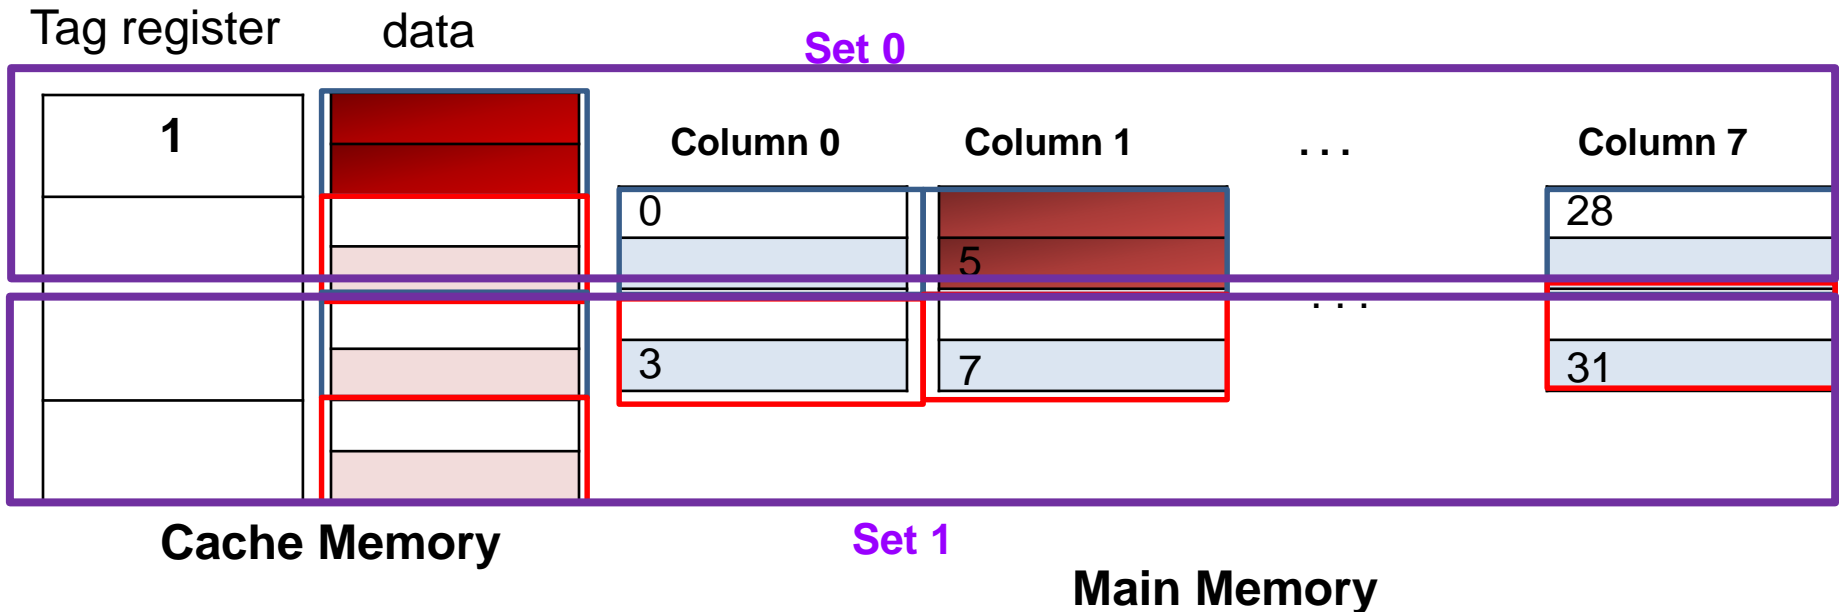 Tag register data
Set 0
1
Column 0 Column 1 . . . Column 7
0 28
5
. . .
3 7 31
Cache Memory
Set 1
Main Memory